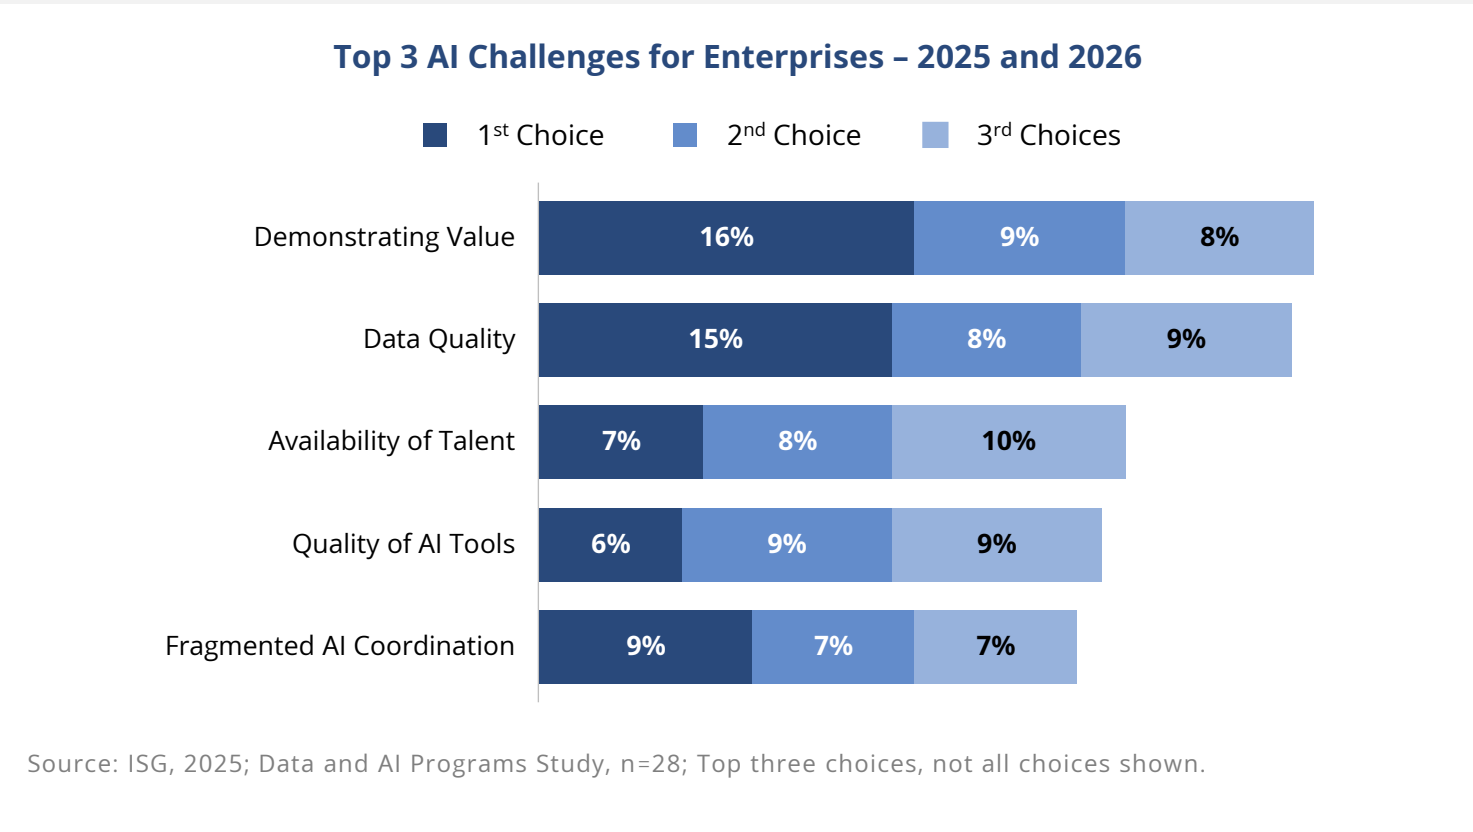 Top 3 AI Challenges for Enterprises – 2025 and 2026
1st Choice 2nd Choice 3rd Choices
Demonstrating Value 16% 9% 8%
Data Quality 15% 8% 9%
Availability of Talent 7% 8% 10%
Quality of AI Tools 6% 9% 9%
Fragmented AI Coordination 9% 7% 7%
Source: ISG, 2025; Data and AI Programs Study, n=28; Top three choices, not all choices shown.